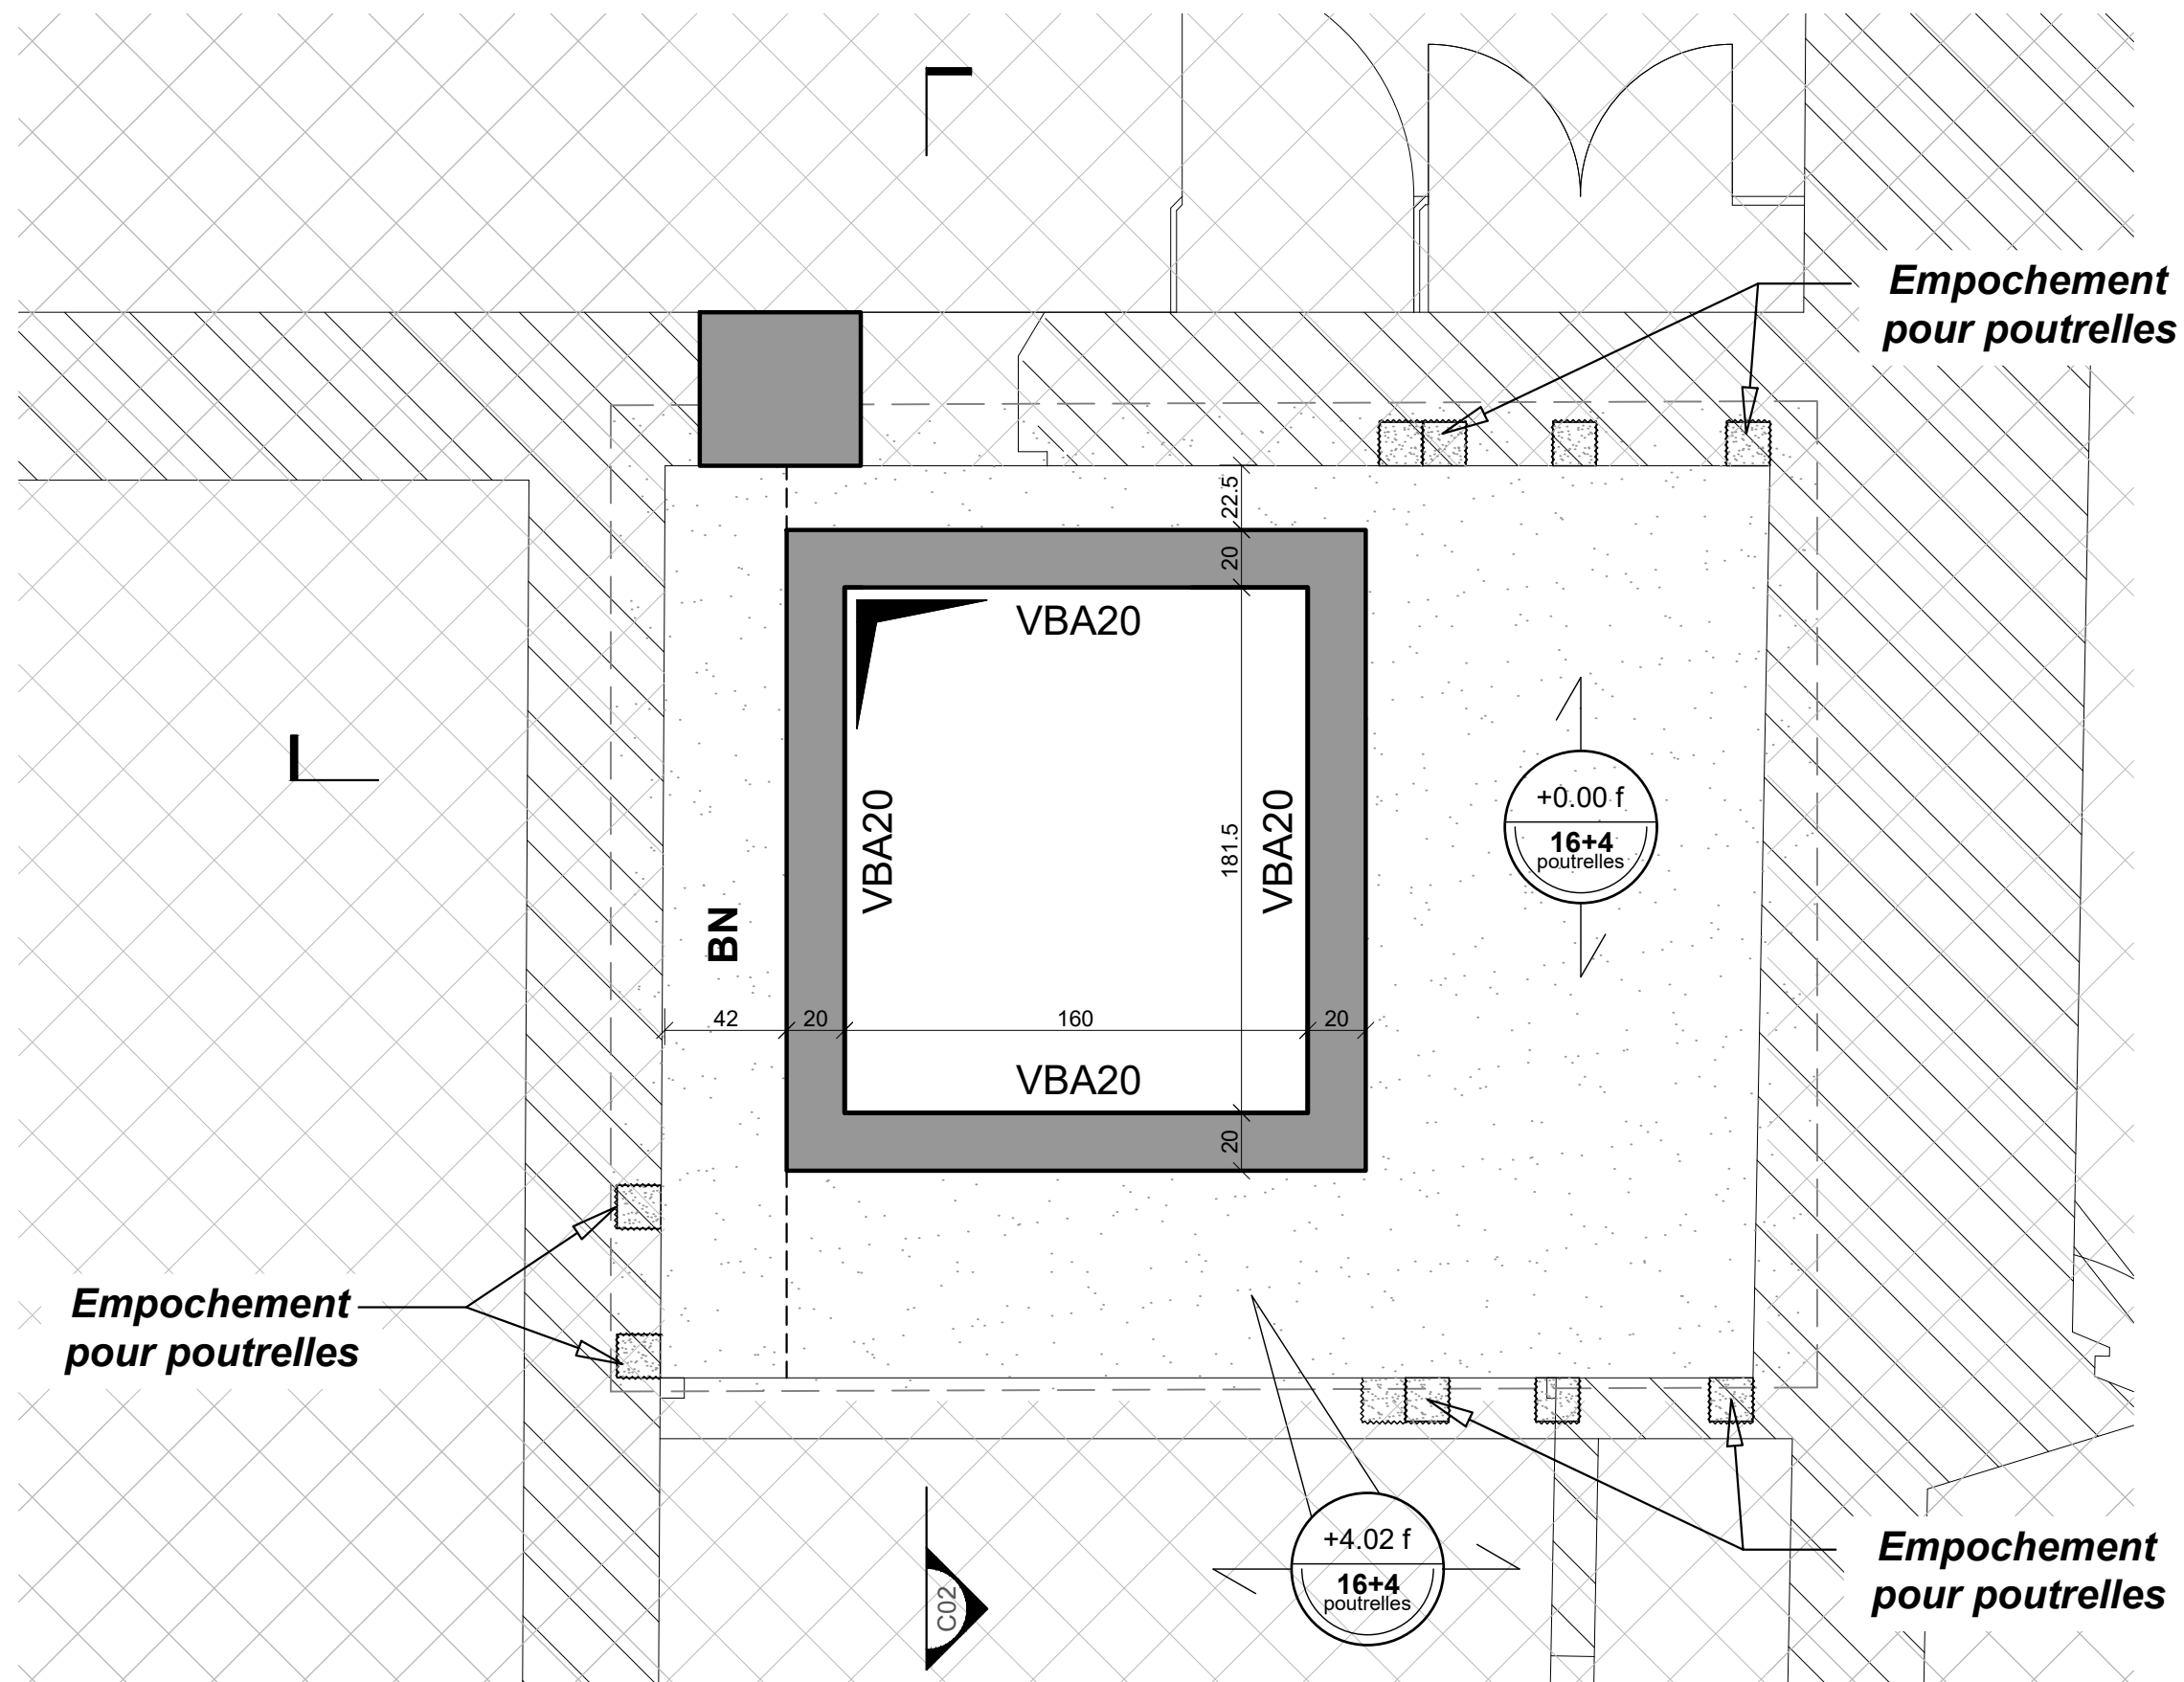 Empochement
pour poutrelles
22.5
20
VBA20
VBA20
181.5
VBA20
+0.00 f
16+4
poutrelles
BN
42
20
160
20
VBA20
20
Empochement
pour poutrelles
+4.02 f
16+4
poutrelles
C02
Empochement
pour poutrelles